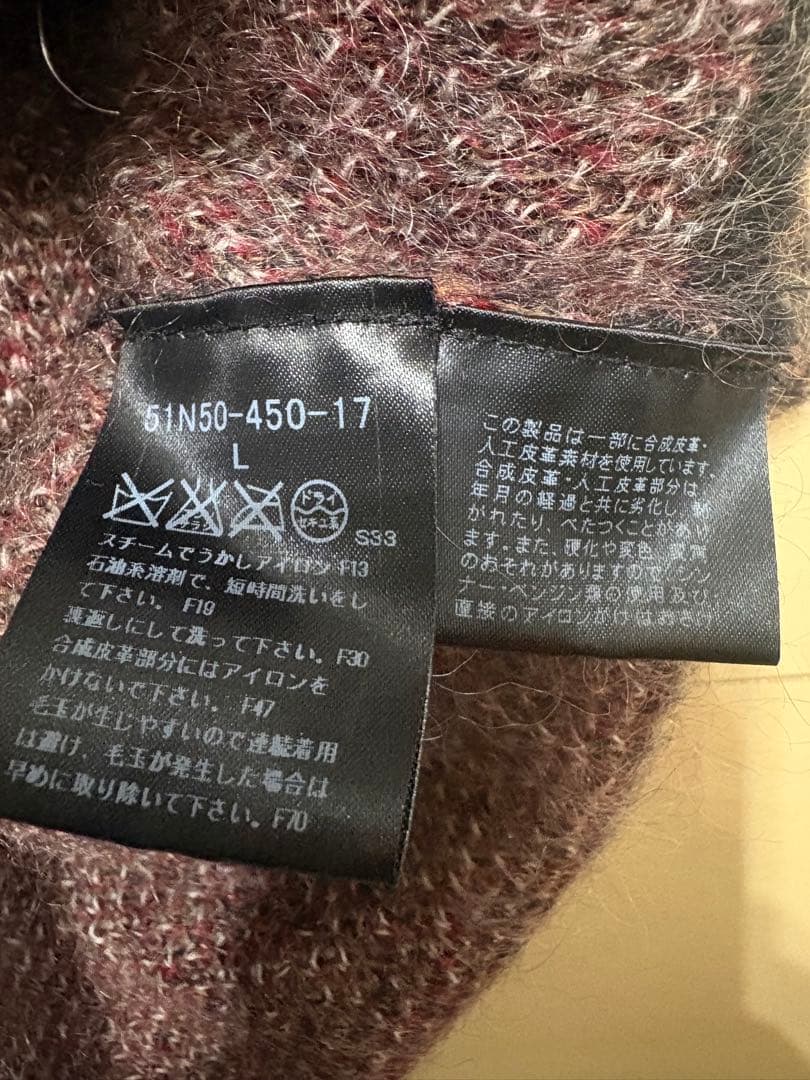 51N50-450-17
L
ドライ
セキユ系
S33
スチームでうかしアイロン F13
石油系溶剤で、短時間洗いをし
て下さい。 F19
裏返しにして洗って下さい。F30
合成皮革部分にはアイロンを
かけないで下さい。 F47
毛玉が生じやすいので連続着用
は避け、毛玉が発生した場合は
早めに取り除いて下さい。F70
この製品は一部に合成皮革・
人工皮革素材を使用しています。
合成皮革・人工皮革部分は、
年月の経過と共に劣化し
がれたり、べたつくことがあり
ます。また、硬化や変色、変質
のおそれがありますので
ナー・ベンジン類の使用及び
直接のアイロンがけはおさけ